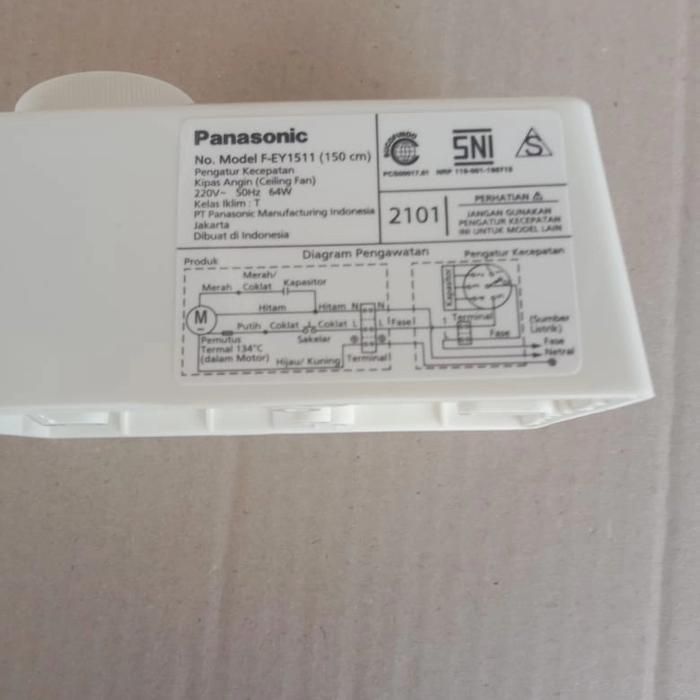 Panasonic
No. Model F-EY1511 (150 cm)
Pengatur Kecepatan
Kipas Angin (Ceiling Fan)
220V~ 50Hz 64W
Kelas Iklim : T
PT Panasonic Manufacturing Indonesia
Jakarta
Dibuat di Indonesia
SNI
S
2101
PERHATIAN
JANGAN GUNAKAN
PENGATUR KECEPATAN
INI UNTUK MODEL LAIN
Diagram Pengawatan
Produk
Pengatur Kecepatan
Merah/
Merah Coklat Kapasitor
Kapasitor
Hitam Hitam N N
M
Putih Coklat Coklat L L (Fase)
Terminal
(Sumber
Listrik)
Pemutus
Termal 134°C
(dalam Motor)
Sakelar
Fase
Fase
Netral
Hijau/ Kuning Terminal